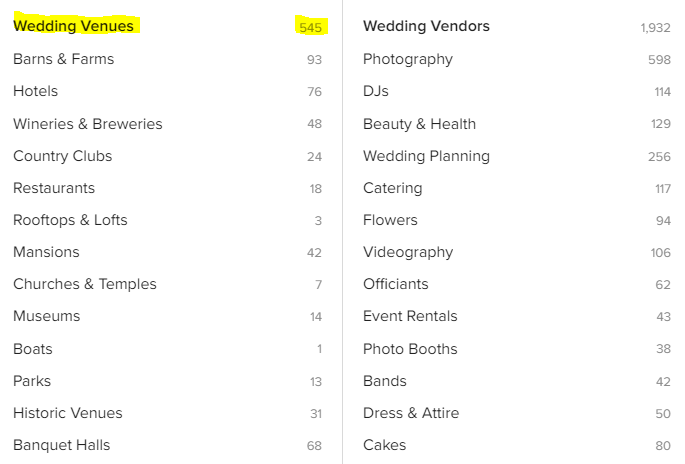 Wedding Venues 545
Barns & Farms 93
Hotels 76
Wineries & Breweries 48
Country Clubs 24
Restaurants 18
Rooftops & Lofts 3
Mansions 42
Churches & Temples 7
Museums 14
Boats 1
Parks 13
Historic Venues 31
Banquet Halls 68
Wedding Vendors 1,932
Photography 598
DJs 114
Beauty & Health 129
Wedding Planning 256
Catering 117
Flowers 94
Videography 106
Officiants 62
Event Rentals 43
Photo Booths 38
Bands 42
Dress & Attire 50
Cakes 80